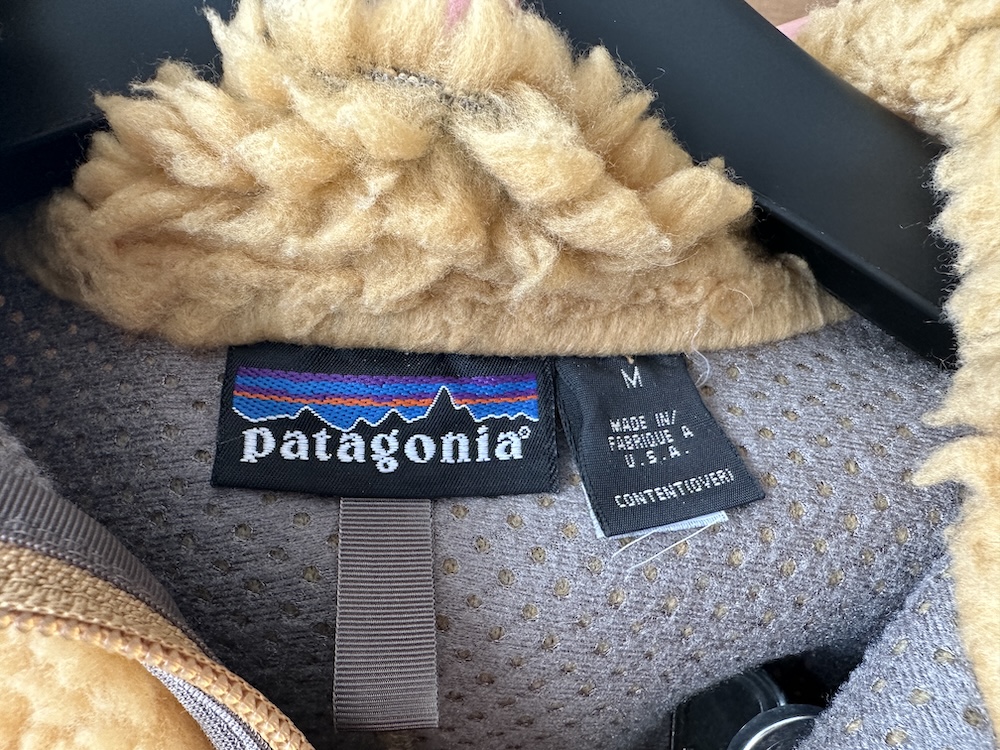 patagonia®
M
MADE IN/
FABRIQUE A
U.S.A.
CONTENT(OVER)